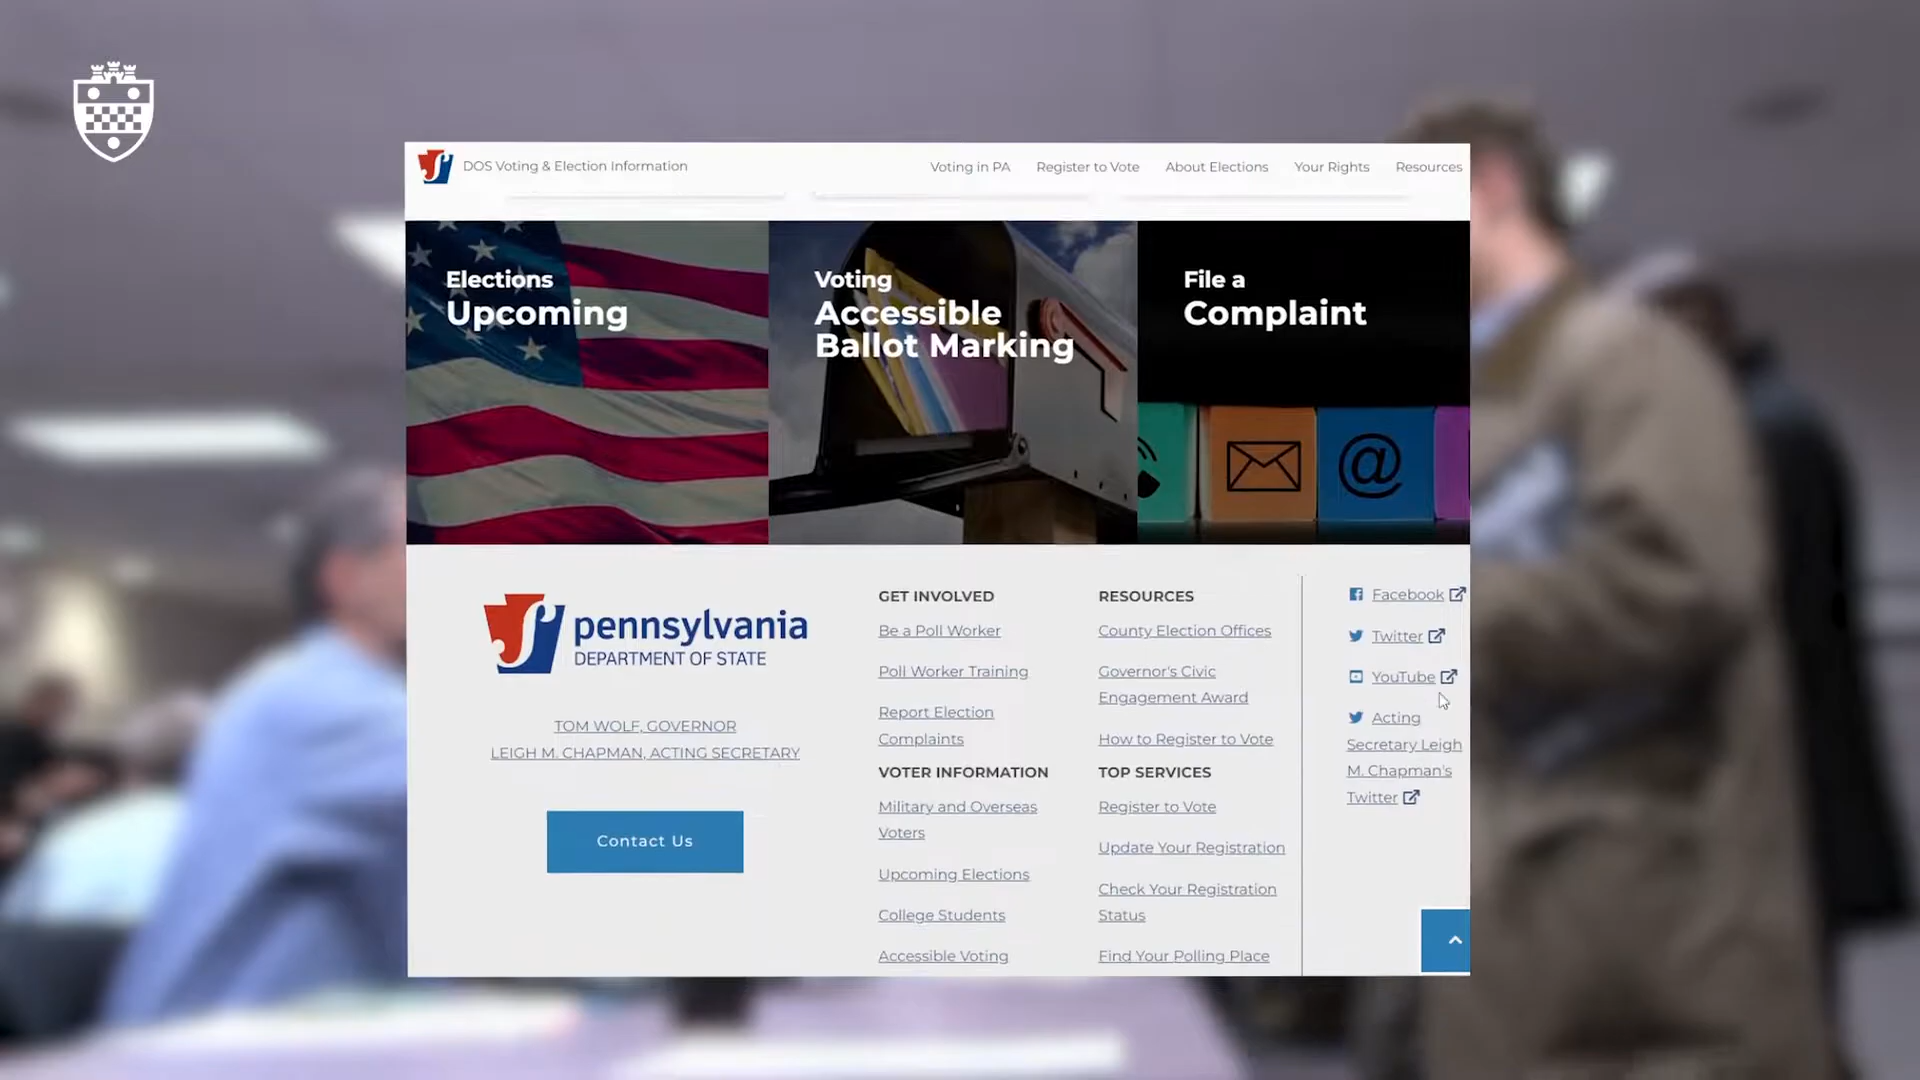 DOS Voting & Election Information
Voting in PA
Register to Vote
About Elections
Your Rights
Resources
Elections
Upcoming
Voting
Accessible
Ballot Marking
File a
Complaint
@
pennsylvania
DEPARTMENT OF STATE
TOM WOLF, GOVERNOR
LEIGH M. CHAPMAN, ACTING SECRETARY
Contact Us
GET INVOLVED
Be a Poll Worker
Poll Worker Training
Report Election
Complaints
VOTER INFORMATION
Military and Overseas
Voters
Upcoming Elections
College Students
Accessible Voting
RESOURCES
County Election Offices
Governor's Civic
Engagement Award
How to Register to Vote
TOP SERVICES
Register to Vote
Update Your Registration
Check Your Registration
Status
Find Your Polling Place
Facebook
Twitter
YouTube
Acting
Secretary Leigh
M. Chapman's
Twitter